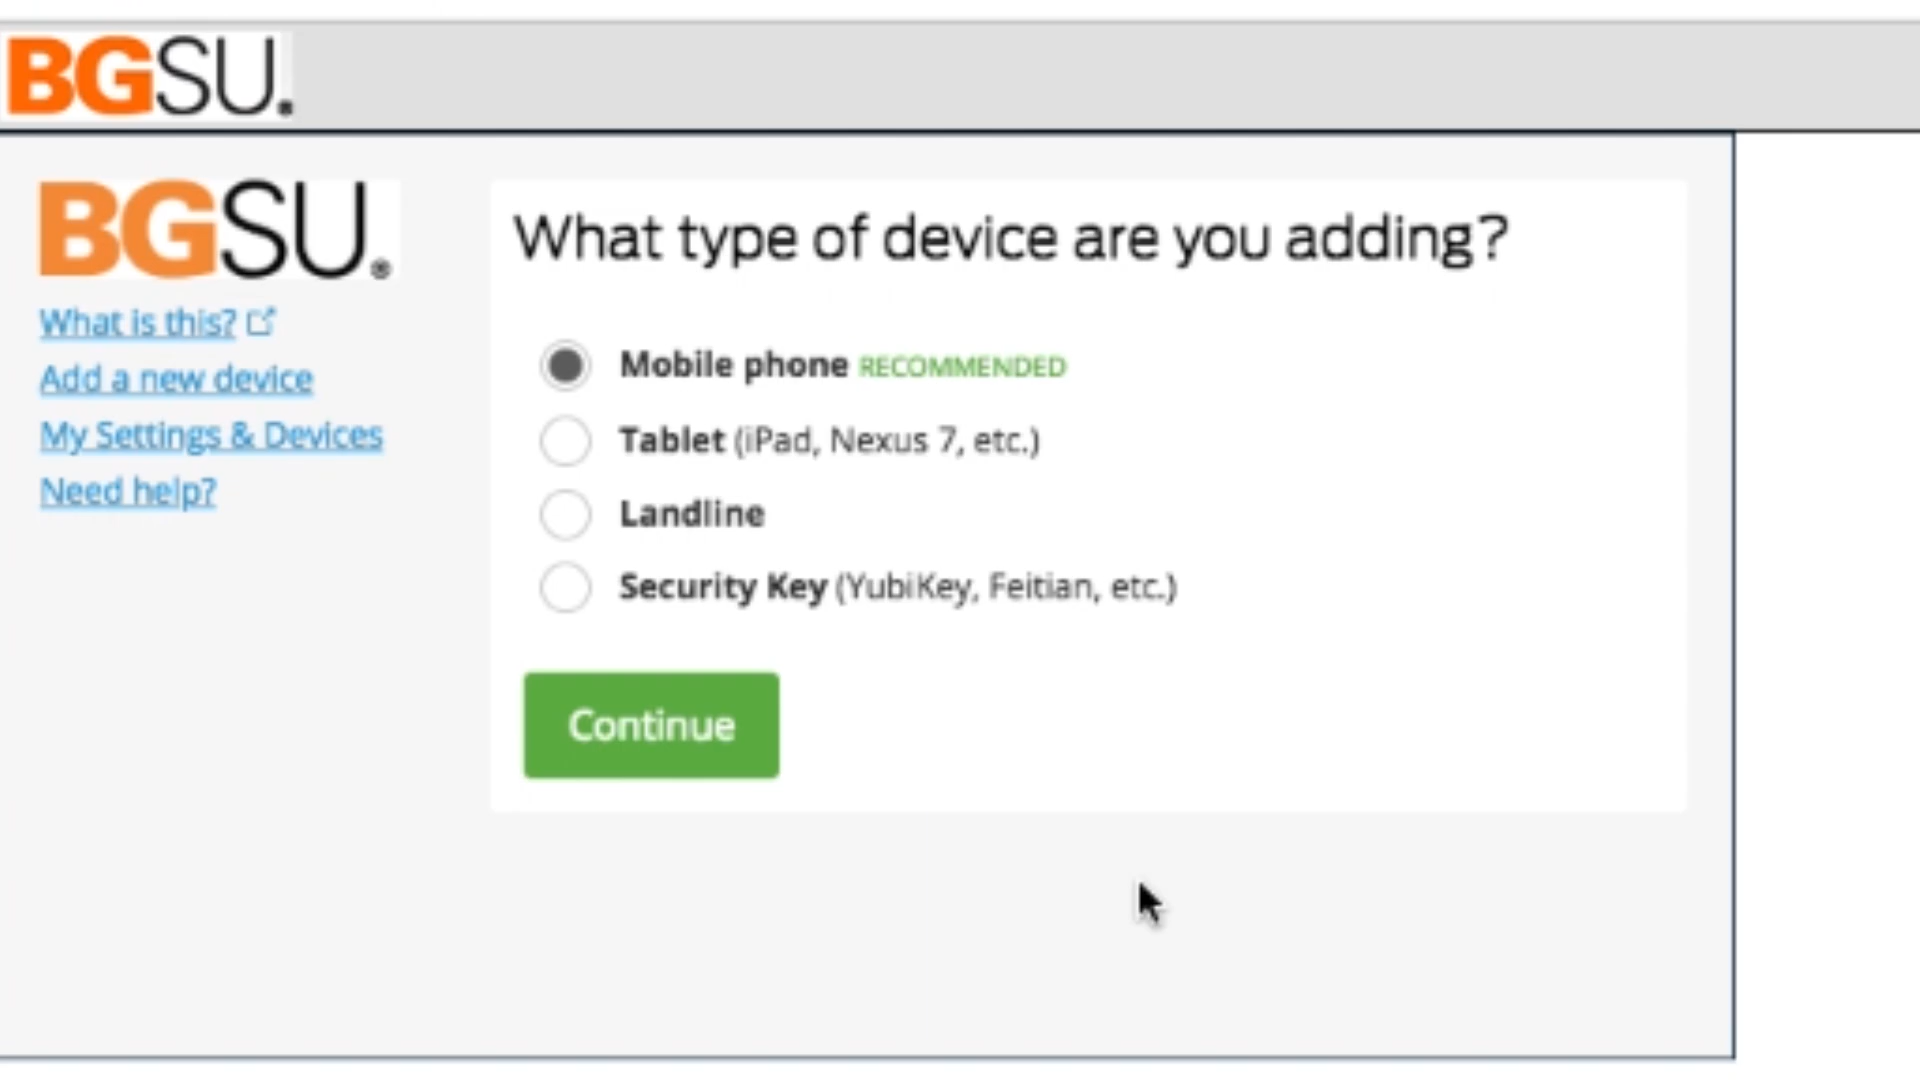 BGSU®
BGSU®
What is this?
Add a new device
My Settings & Devices
Need help?
What type of device are you adding?
Mobile phone RECOMMENDED
Tablet (iPad, Nexus 7, etc.)
Landline
Security Key (YubiKey, Feitian, etc.)
Continue